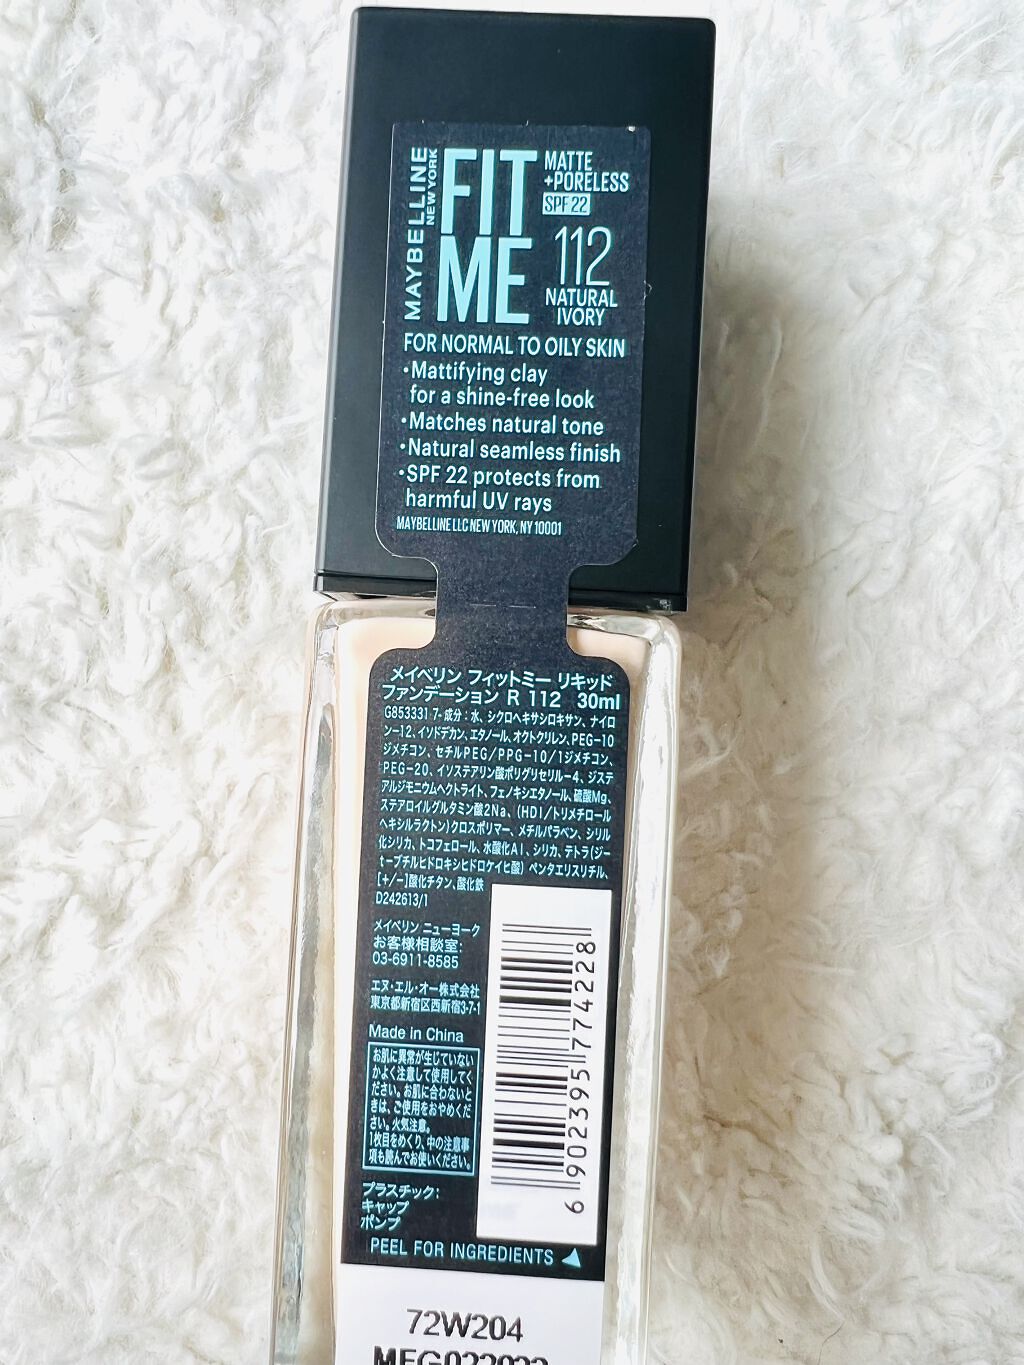 MAYBELLINE
NEW YORK
FIT
ME
MATTE
+PORELESS
SPF 22
112
NATURAL
IVORY
FOR NORMAL TO OILY SKIN
・Mattifying clay
for a shine-free look
・Matches natural tone
・Natural seamless finish
・SPF 22 protects from
harmful UV rays
MAYBELLINE LLC NEW YORK, NY 10001
メイベリン フィットミー リキッド
ファンデーション R 112 30ml
G853331 7- 成分：水、シクロヘキサシロキサン、ナイロ
ン-12、イソドデカン、エタノール、オクトクリレン、PEG-10
ジメチコン、セチルPEG/PPG-10/1ジメチコン、
PEG-20、イソステアリン酸ポリグリセリル-4、ジステ
アルジモニウムヘクトライト、フェノキシエタノール、硫酸Mg、
ステアロイルグルタミン酸2Na、(HDI/トリメチロール
ヘキシルラクトン)クロスポリマー、メチルパラベン、シリル
化シリカ、トコフェロール、水酸化Al、シリカ、テトラ(ジー
t-ブチルヒドロキシヒドロケイヒ酸) ペンタエリスリチル、
[+/-]酸化チタン、酸化鉄
D242613/1
メイベリン ニューヨーク
お客様相談室:
03-6911-8585
エヌ・エル・オー株式会社
東京都新宿区西新宿3-7-1
Made in China
お肌に異常が生じていない
かよく注意して使用してく
ださい。お肌に合わないと
きは、ご使用をおやめくだ
さい。火気注意。
1枚目をめくり、中の注意事
項も読んでお使いください。
プラスチック:
キャップ
ポンプ
6 902395 774228
PEEL FOR INGREDIENTS
72W204